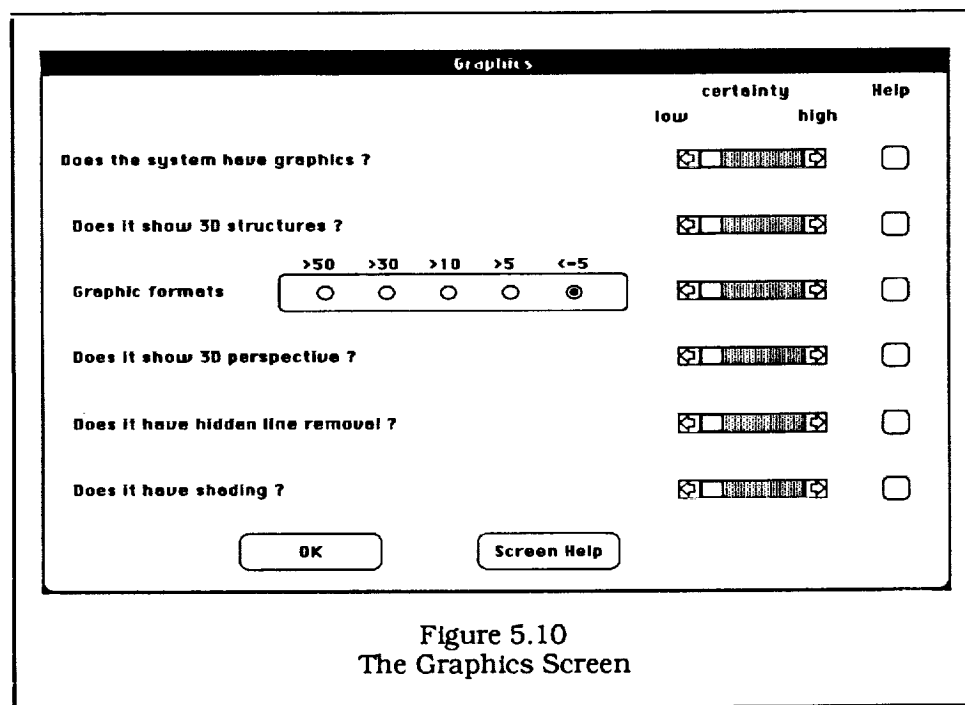 Graphics
certainty Help
low high
Does the system have graphics ?
Does it show 3D structures ?
>50 >30 >10 >5 <-5
Graphic formats
Does it show 3D perspective ?
Does it have hidden line removal ?
Does it have shading ?
OK Screen Help
Figure 5.10
The Graphics Screen